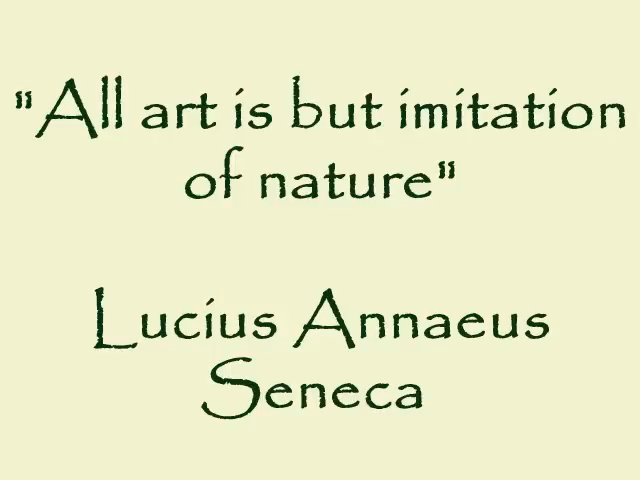 "All art is but imitation
of nature"
Lucius Annaeus
Seneca